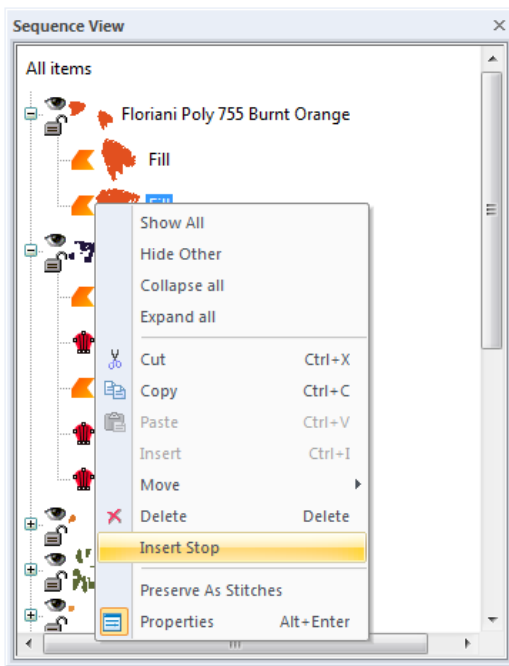 Sequence View
All items
Floriani Poly 755 Burnt Orange
Fill
Fill
Show All
Hide Other
Collapse all
Expand all
Cut Ctrl+X
Copy Ctrl+C
Paste Ctrl+V
Insert Ctrl+I
Move
Delete Delete
Insert Stop
Preserve As Stitches
Properties Alt+Enter